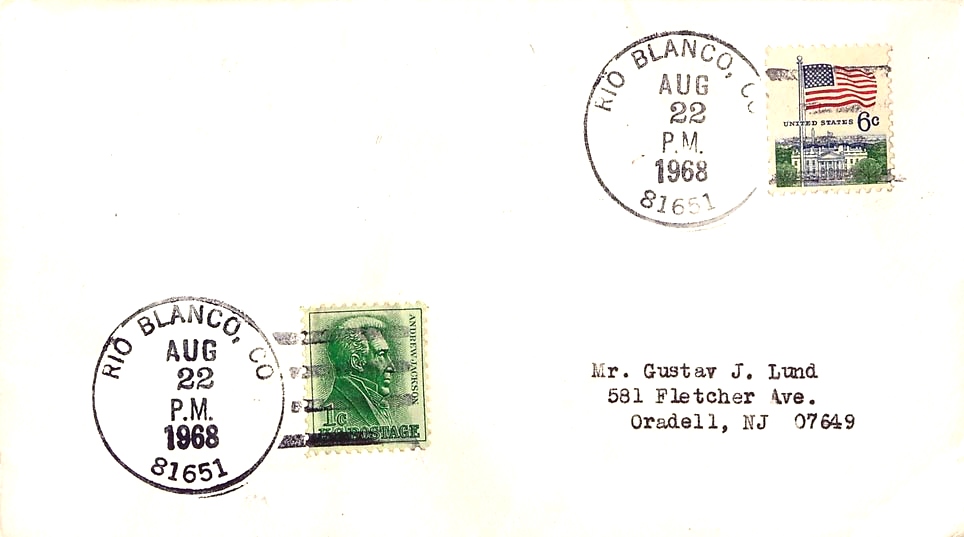 RIO BLANCO, CO
AUG
22
P.M.
1968
81651
UNITED STATES 6c
RIO BLANCO, CO
AUG
22
P.M.
1968
81651
ANDREW JACKSON
1c
U.S. POSTAGE
Mr. Gustav J. Lund
581 Fletcher Ave.
Oradell, NJ 07649